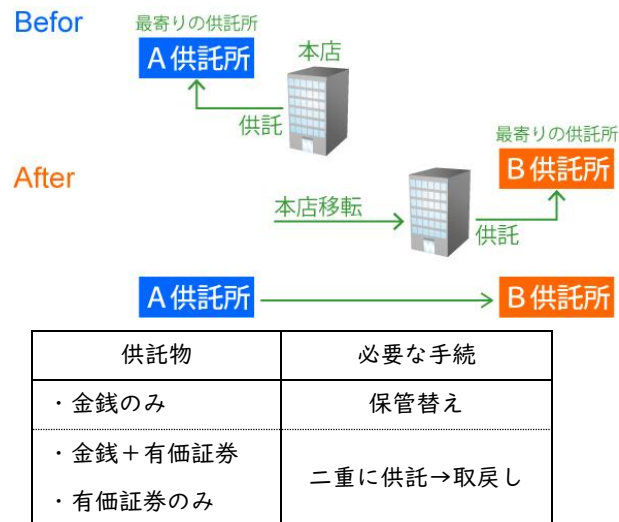 Befor
最寄りの供託所
A供託所
本店
供託
最寄りの供託所
B供託所
After
本店移転
供託
A供託所
B供託所
供託物
必要な手続
・金銭のみ
保管替え
・金銭＋有価証券
・有価証券のみ
二重に供託→取戻し